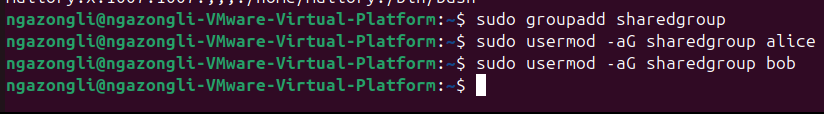 ngazongli@ngazongli-VMware-Virtual-Platform:~$ sudo groupadd sharedgroup
ngazongli@ngazongli-VMware-Virtual-Platform:~$ sudo usermod -aG sharedgroup alice
ngazongli@ngazongli-VMware-Virtual-Platform:~$ sudo usermod -aG sharedgroup bob
ngazongli@ngazongli-VMware-Virtual-Platform:~$